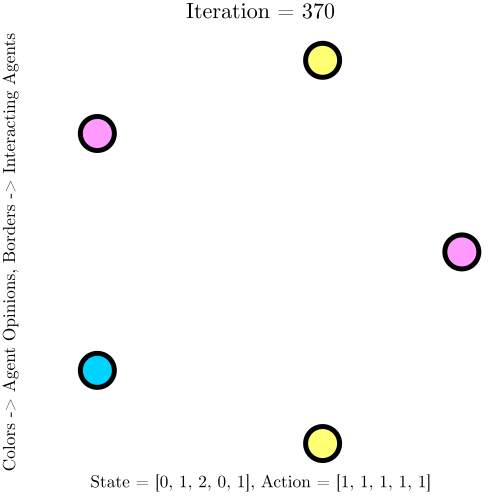 Iteration = 370
Colors -> Agent Opinions, Borders -> Interacting Agents
State = [0, 1, 2, 0, 1], Action = [1, 1, 1, 1, 1]